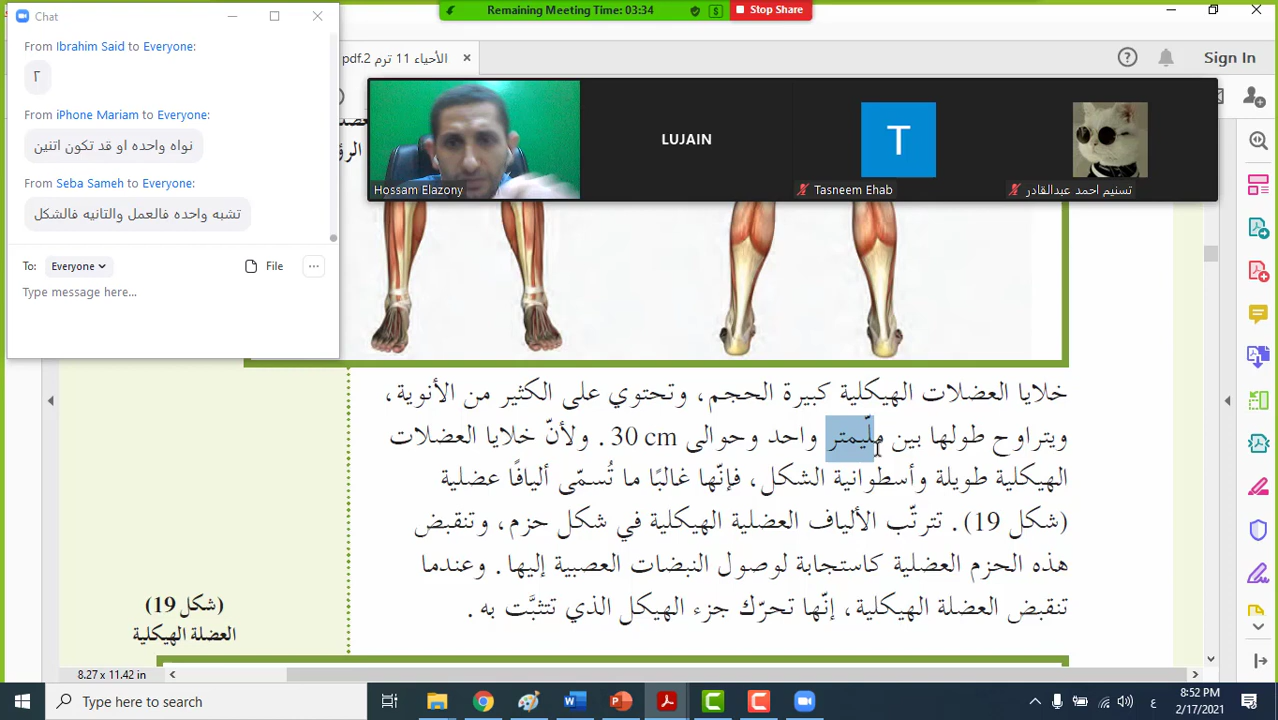 Chat
From Ibrahim Said to Everyone:
٢
From iPhone Mariam to Everyone:
نواه واحده او قد تكون اتنين
From Seba Sameh to Everyone:
تشبه واحده فالعمل والتانيه فالشكل
To: Everyone
File
Type message here...
Remaining Meeting Time: 03:34
Stop Share
الأحياء 11 ترم 2.pdf
Sign In
Hossam Elazony
LUJAIN
T
Tasneem Ehab
تسنيم احمد عبدالقادر
خلايا العضلات الهيكلية كبيرة الحجم، وتحتوي على الكثير من الأنوية،
ويتراوح طولها بين ملّيمتر واحد وحوالى 30 cm . ولأنّ خلايا العضلات
الهيكلية طويلة وأسطوانية الشكل، فإنّها غالبًا ما تُسمّى أليافًا عضلية
(شكل 19). تترتّب الألياف العضلية الهيكلية في شكل حزم، وتنقبض
هذه الحزم العضلية كاستجابة لوصول النبضات العصبية إليها. وعندما
تنقبض العضلة الهيكلية، إنّها تحرّك جزء الهيكل الذي تتثبَّت به.
(شكل 19)
العضلة الهيكلية
8.27 x 11.42 in
Type here to search
ع
8:52 PM
2/17/2021